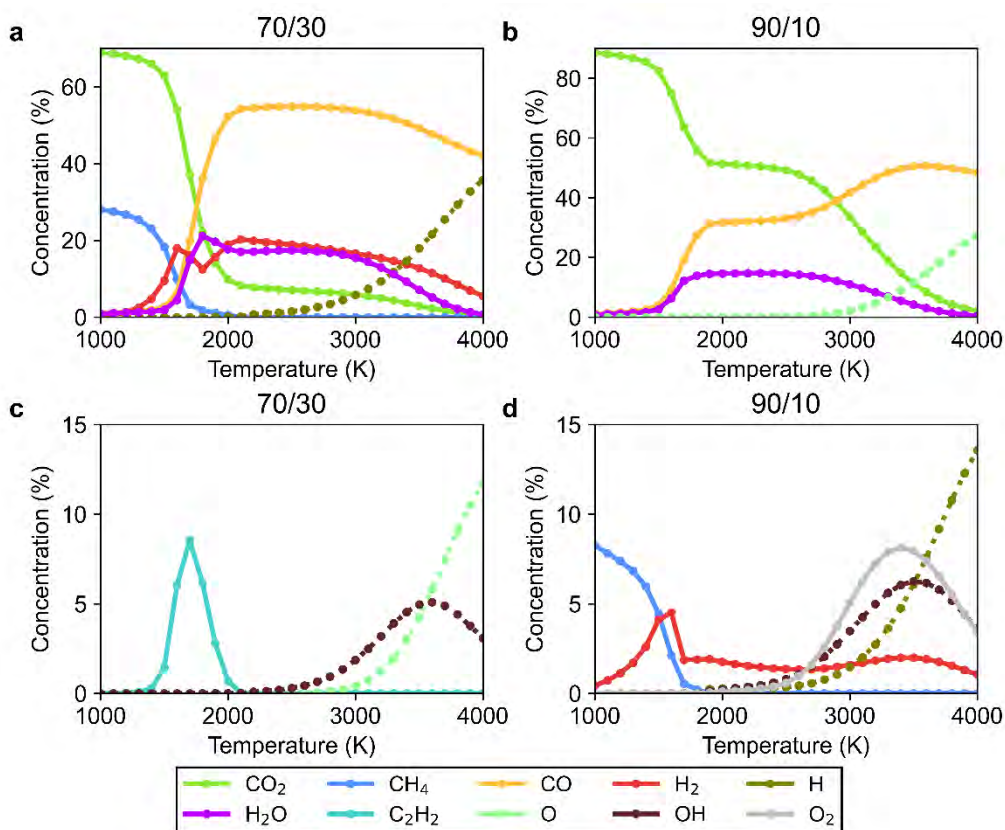 a 70/30
60
40
20
0
Concentration (%)
1000 2000 3000 4000
Temperature (K)
b 90/10
80
60
40
20
0
Concentration (%)
1000 2000 3000 4000
Temperature (K)
c 70/30
15
10
5
0
Concentration (%)
1000 2000 3000 4000
Temperature (K)
d 90/10
15
10
5
0
Concentration (%)
1000 2000 3000 4000
Temperature (K)
CO₂ CH₄ CO H₂ H
H₂O C₂H₂ O OH O₂